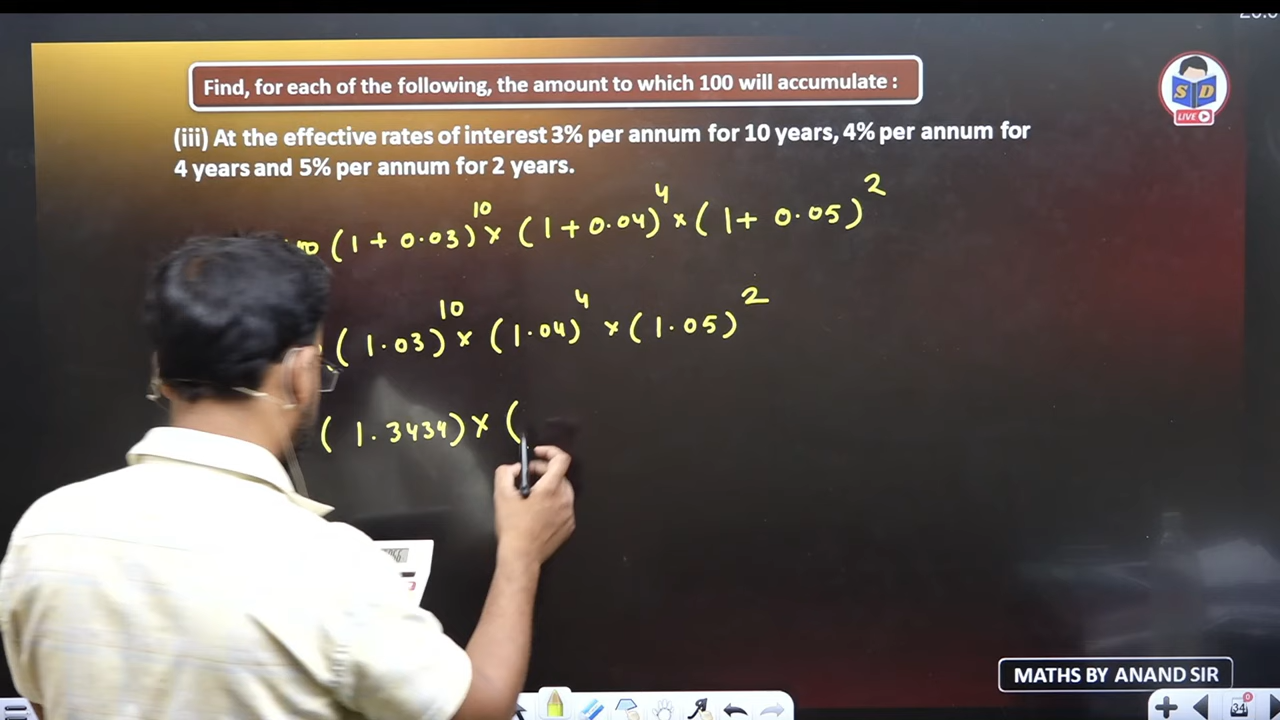 Find, for each of the following, the amount to which 100 will accumulate :
S D
LIVE
(iii) At the effective rates of interest 3% per annum for 10 years, 4% per annum for
4 years and 5% per annum for 2 years.
(1 + 0.03)^10 × (1 + 0.04)^4 × (1 + 0.05)^2
(1.03)^10 × (1.04)^4 × (1.05)^2
(1.3434) × (
MATHS BY ANAND SIR
34